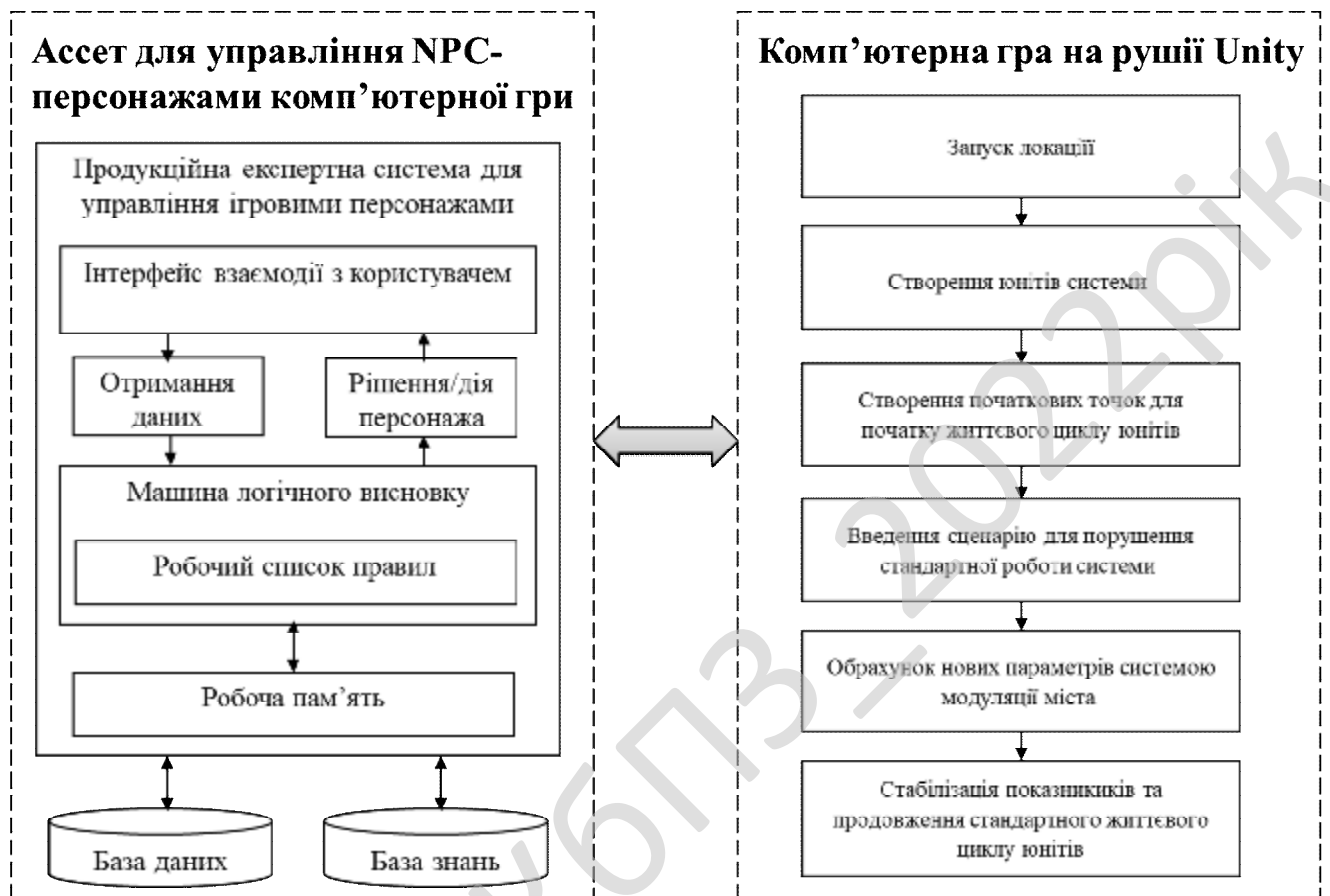 Ассет для управління NPC-
персонажами комп’ютерної гри
Продукційна експертна система для
управління ігровими персонажами
Інтерфейс взаємодії з користувачем
Отримання
даних
Рішення/дія
персонажа
Машина логічного висновку
Робочий список правил
Робоча пам’ять
База даних
База знань
Комп’ютерна гра на рушії Unity
Запуск локаціїї
Створення юнітів системи
Створення початкових точок для
початку життєвого циклу юнітів
Введення сценарію для порушення
стандартної роботи системи
Обрахунок нових параметрів системою
модуляції міста
Стабілізація показникиків та
продовження стандартного життєвого
циклу юнітів
бПЗ_2022рік